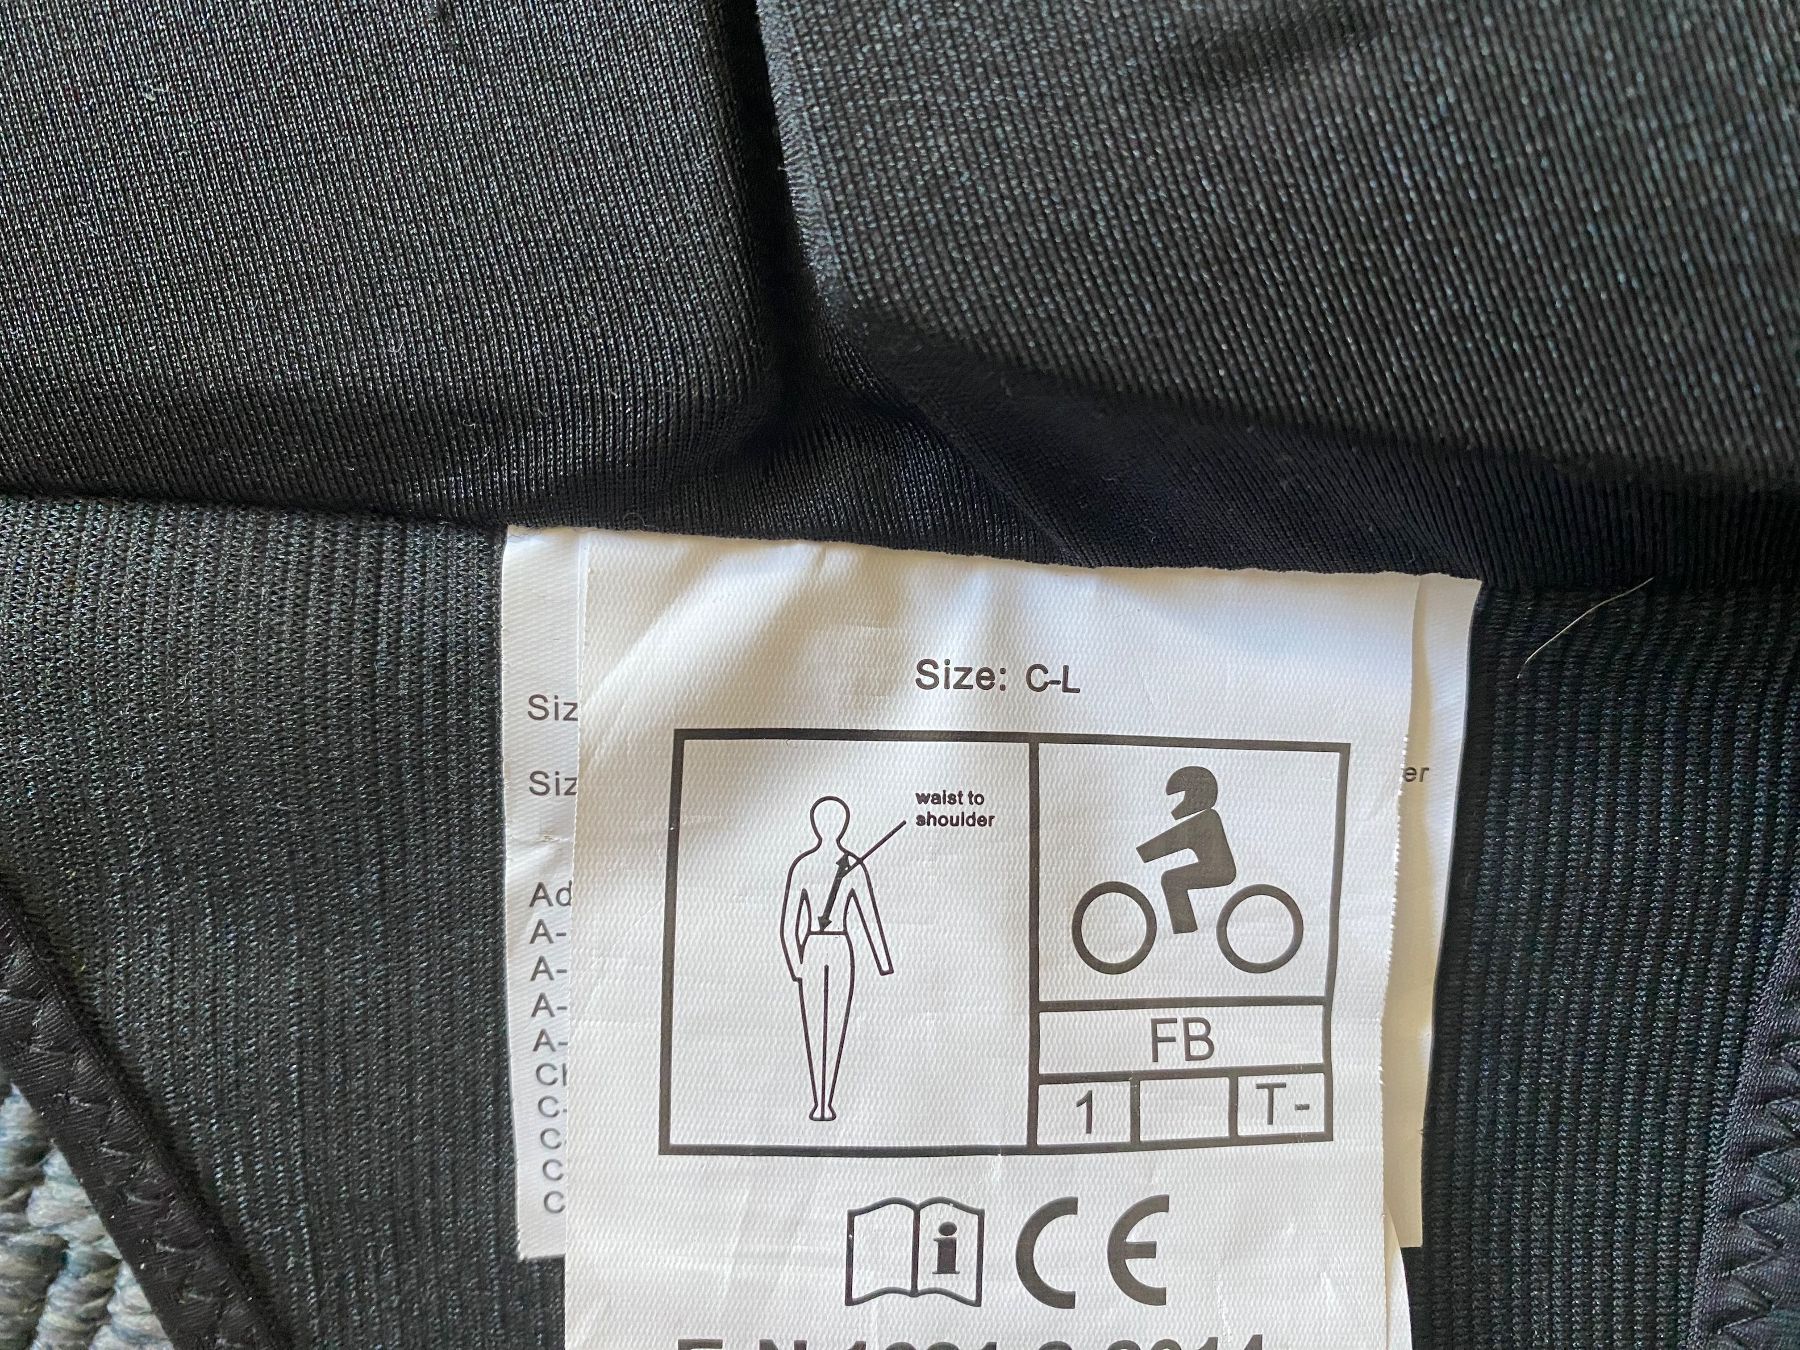 Size: C-L
Siz
Siz
er
waist to
shoulder
Ad
A-
A-
A-
A-
C-
C
C
C
FB
1
T-
i
CE